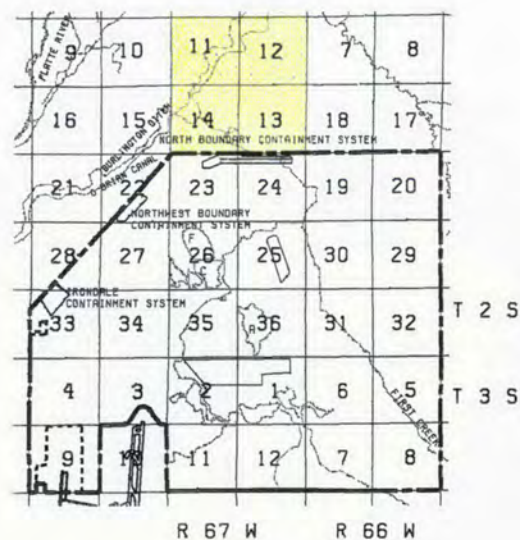 PLATTE RIVER
9 10 11 12 7 8
16 15 14 13 18 17
BURLINGTON DITCH
O BRIAN CANAL
NORTH BOUNDARY CONTAINMENT SYSTEM
21 22 23 24 19 20
NORTHWEST BOUNDARY
CONTAINMENT SYSTEM
28 27 26 25 30 29
F
C
IRONDALE
CONTAINMENT SYSTEM
33 34 35 36 31 32
A
T 2 S
4 3 2 1 6 5
T 3 S
FIRST CREEK
9 10 11 12 7 8
R 67 W R 66 W